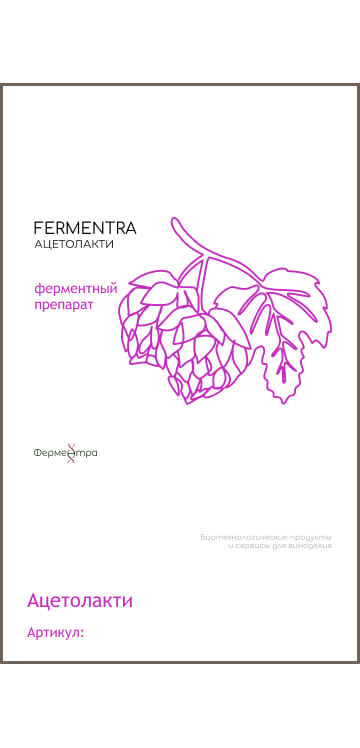 FERMENTRA
АЦЕТОЛАКТИ
ферментный
препарат
Ферментра
Биотехнологические продукты
и сервисы для виноделия
Ацетолакти
Артикул: